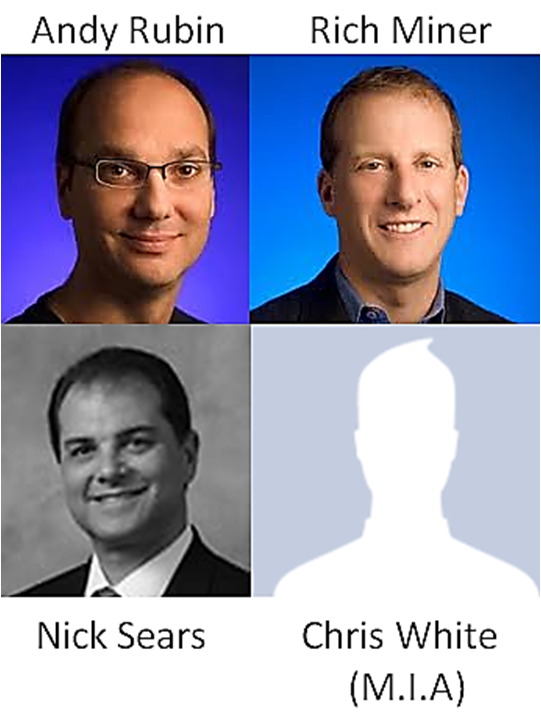 Andy Rubin
Rich Miner
Nick Sears
Chris White
(M.I.A)